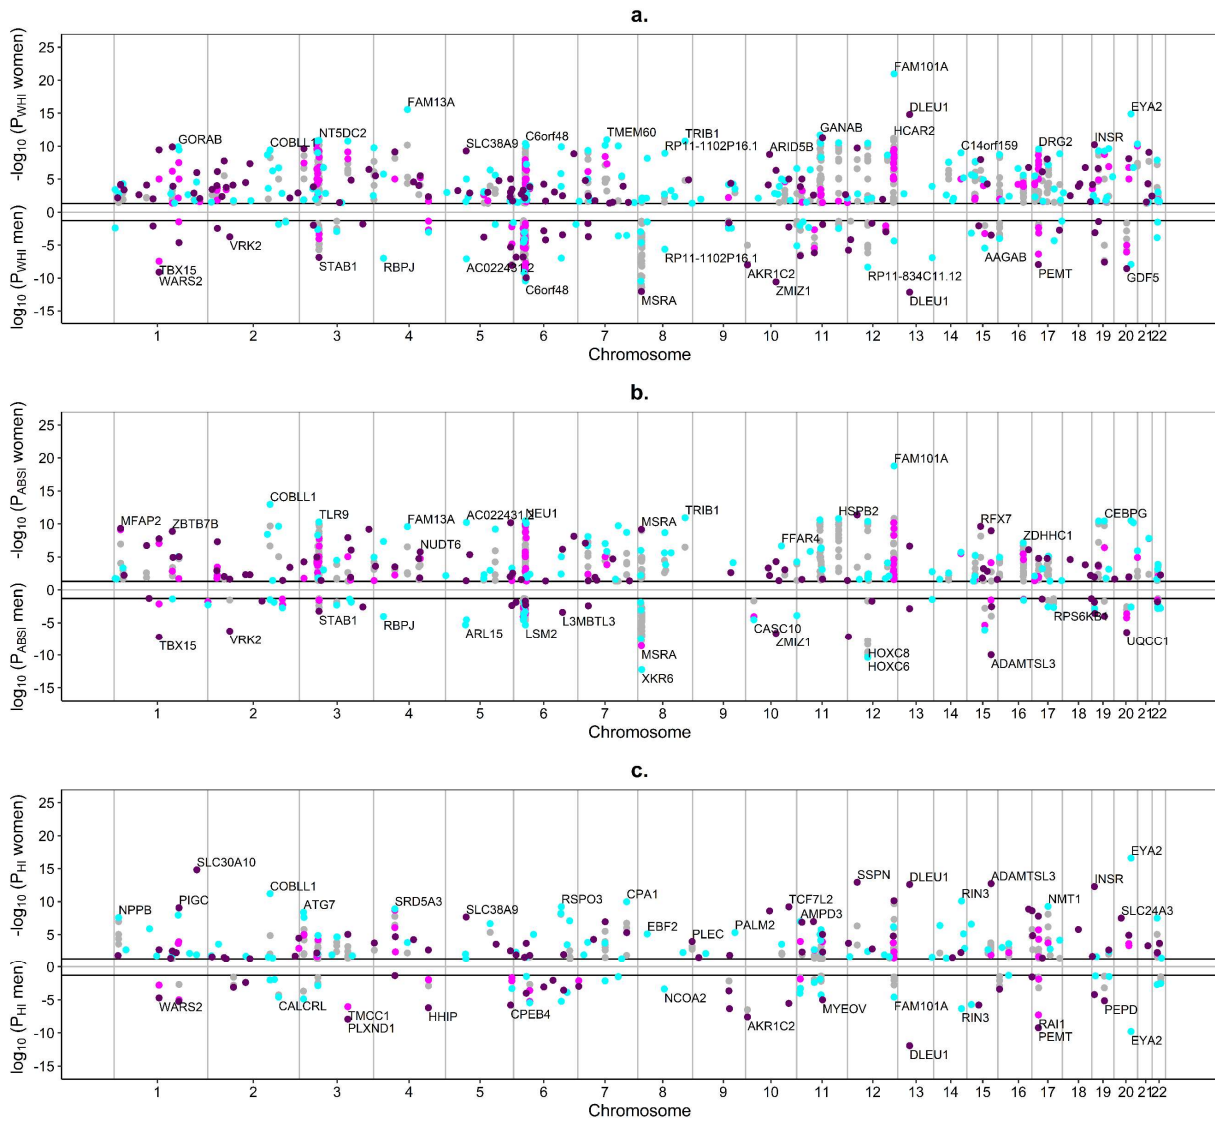 a.
-log10 (PWHI women)
log10 (PWHI men)
25
20
15
10
5
0
-5
-10
-15
FAM101A
FAM13A
DLEU1
EYA2
GORAB
COBLL1
NT5DC2
SLC38A9
C6orf48
TMEM60
TRIB1
RP11-1102P16.1
ARID5B
GANAB
HCAR2
C14orf159
DRG2
INSR
TBX15
WARS2
VRK2
STAB1
RBPJ
AC022431.2
C6orf48
MSRA
RP11-1102P16.1
AKR1C2
ZMIZ1
RP11-834C11.12
DLEU1
AAGAB
PEMT
GDF5
1 2 3 4 5 6 7 8 9 10 11 12 13 14 15 16 17 18 19 20 21 22
Chromosome
b.
-log10 (PABSI women)
log10 (PABSI men)
25
20
15
10
5
0
-5
-10
-15
FAM101A
COBLL1
MFAP2
ZBTB7B
TLR9
FAM13A
NUDT6
AC022431.2
NEU1
MSRA
TRIB1
FFAR4
HSPB2
RFX7
ZDHHC1
CEBPG
TBX15
VRK2
STAB1
RBPJ
ARL15
LSM2
L3MBTL3
MSRA
XKR6
CASC10
ZMIZ1
HOXC8
HOXC6
ADAMTSL3
RPS6KB1
UQCC1
1 2 3 4 5 6 7 8 9 10 11 12 13 14 15 16 17 18 19 20 21 22
Chromosome
c.
-log10 (PHI women)
log10 (PHI men)
25
20
15
10
5
0
-5
-10
-15
SLC30A10
EYA2
NPPB
PIGC
COBLL1
ATG7
SRD5A3
SLC38A9
RSPO3
CPA1
EBF2
PLEC
PALM2
TCF7L2
AMPD3
SSPN
DLEU1
RIN3
ADAMTSL3
NMT1
INSR
SLC24A3
WARS2
CALCRL
TMCC1
PLXND1
HHIP
CPEB4
NCOA2
AKR1C2
MYEOV
FAM101A
DLEU1
RIN3
RAI1
PEMT
PEPD
EYA2
1 2 3 4 5 6 7 8 9 10 11 12 13 14 15 16 17 18 19 20 21 22
Chromosome